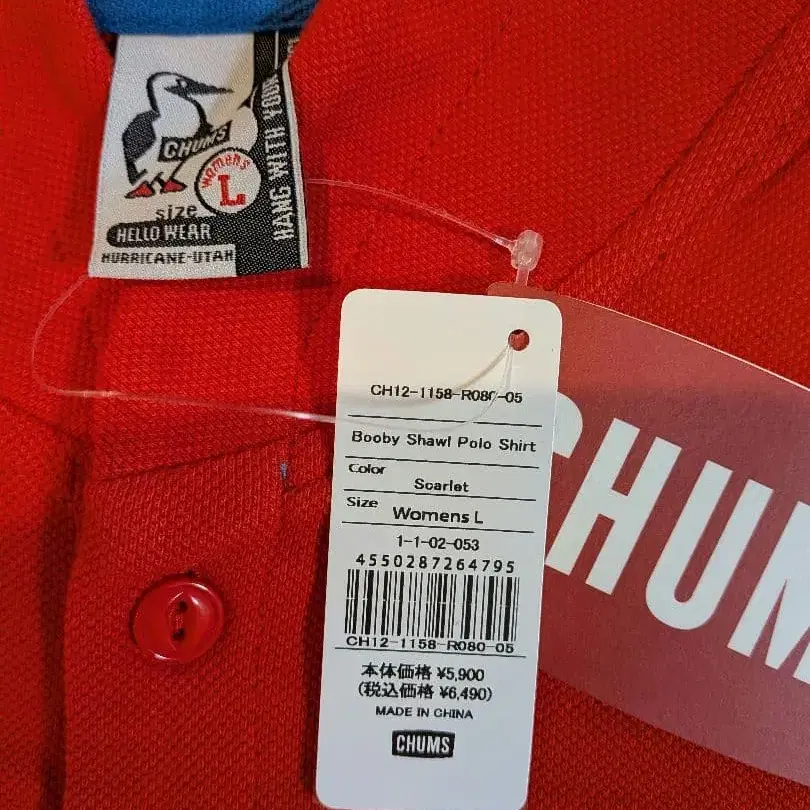 CHUMS
womens
L
size
HELLO WEAR
HURRICANE-UTAH
HANG WITH YOUR
CH12-1158-R080-05
Booby Shawl Polo Shirt
Color
Scarlet
Size
Womens L
1-1-02-053
4550287264795
CH12-1158-R080-05
本体価格 ¥5,900
(税込価格 ¥6,490)
MADE IN CHINA
CHUMS
CHUM